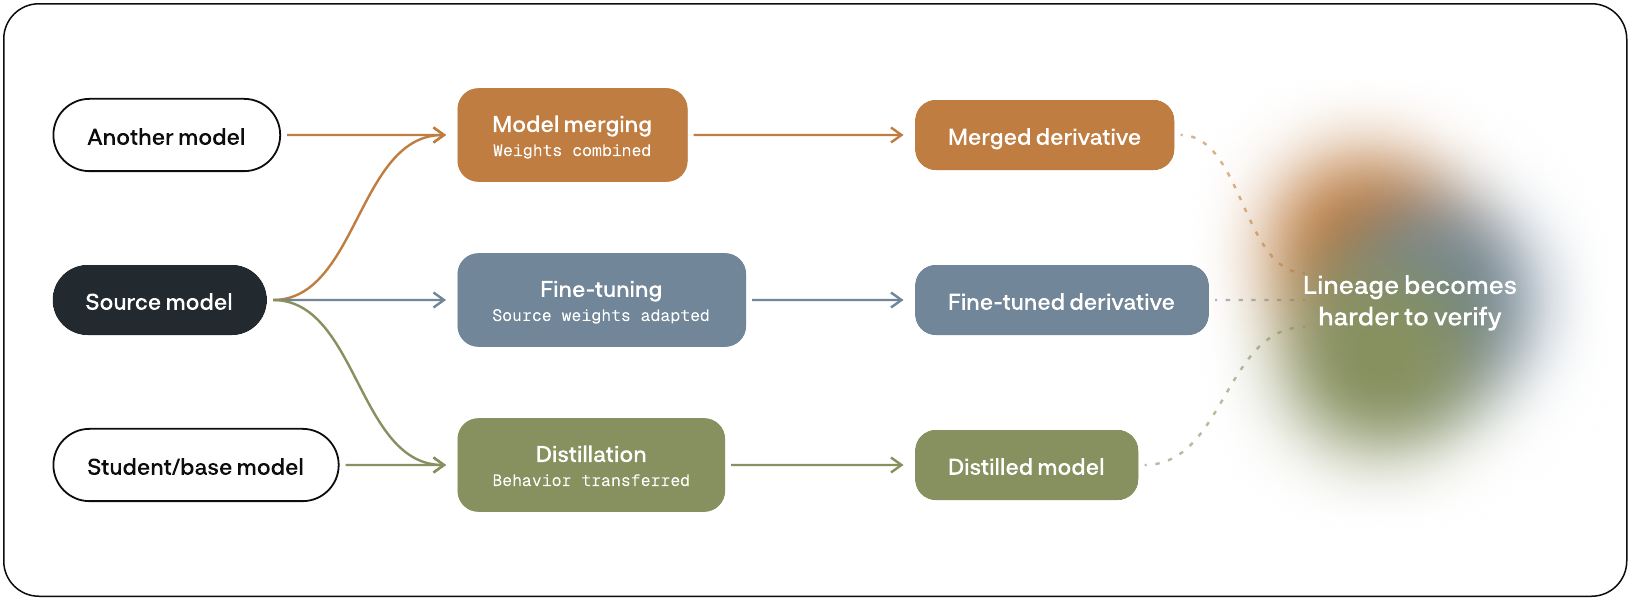 Another model
Model merging
Weights combined
Merged derivative
Source model
Fine-tuning
Source weights adapted
Fine-tuned derivative
Lineage becomes
harder to verify
Student/base model
Distillation
Behavior transferred
Distilled model